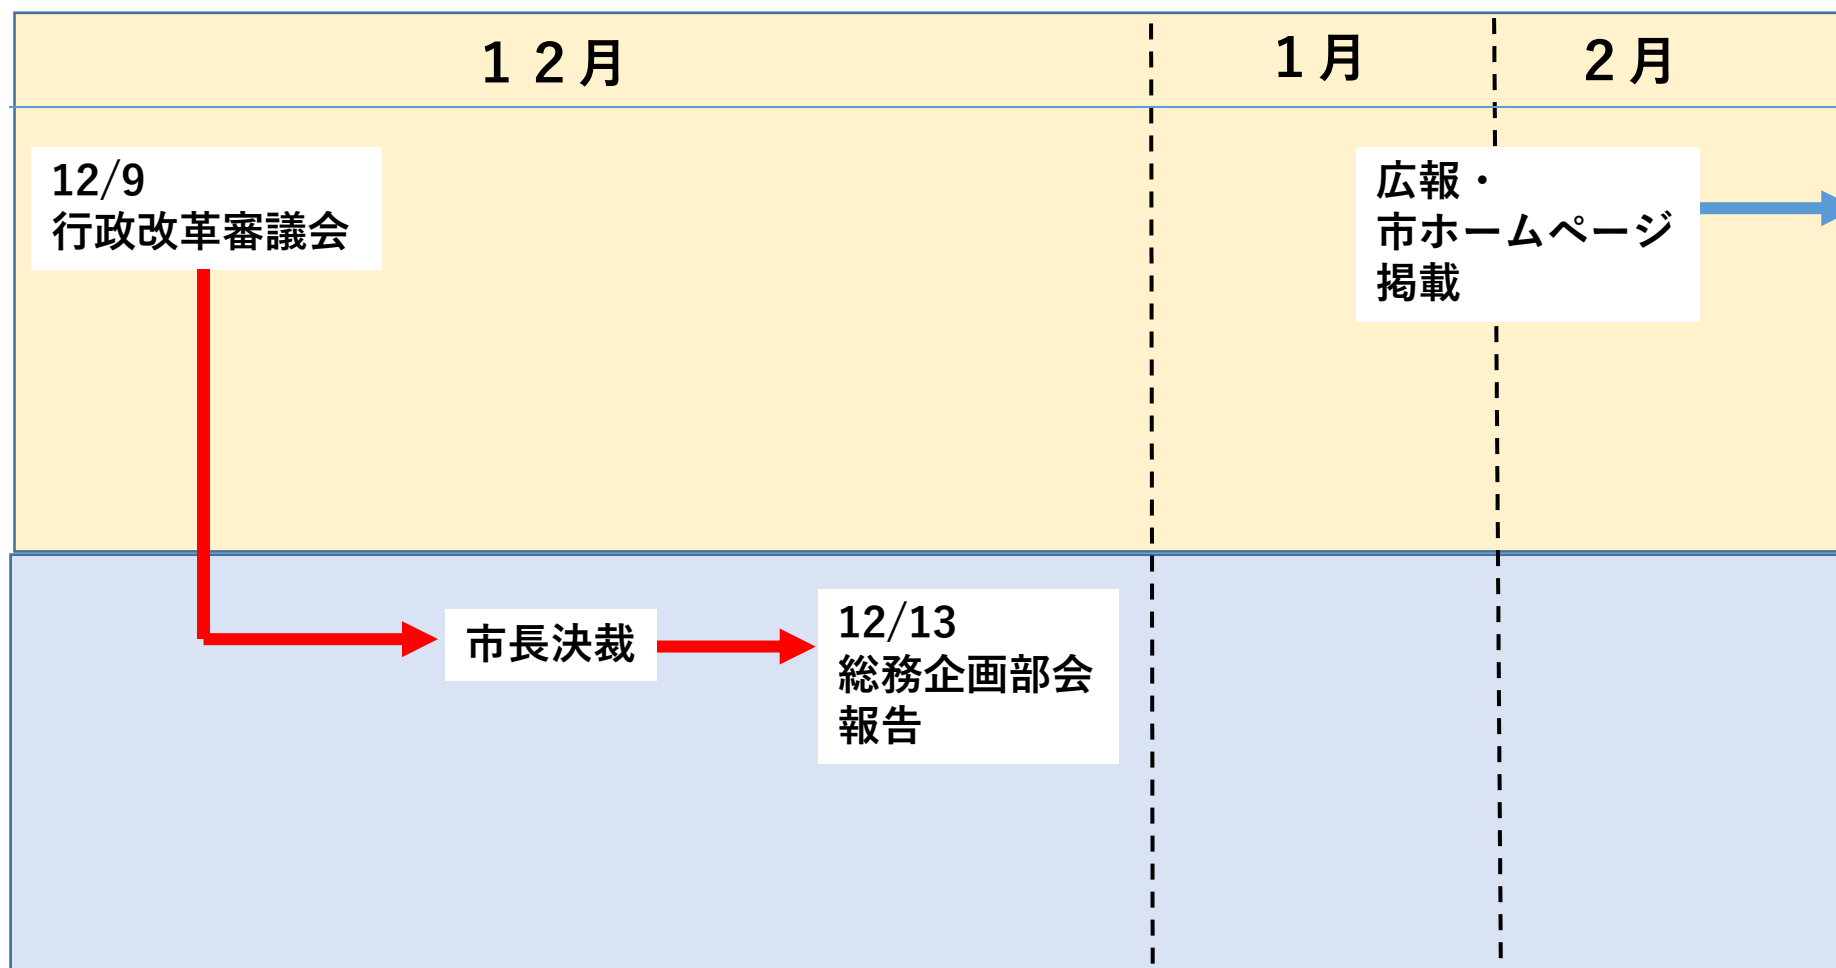 １２月
１月
２月
12/9
行政改革審議会
広報・
市ホームページ
掲載
市長決裁
12/13
総務企画部会
報告